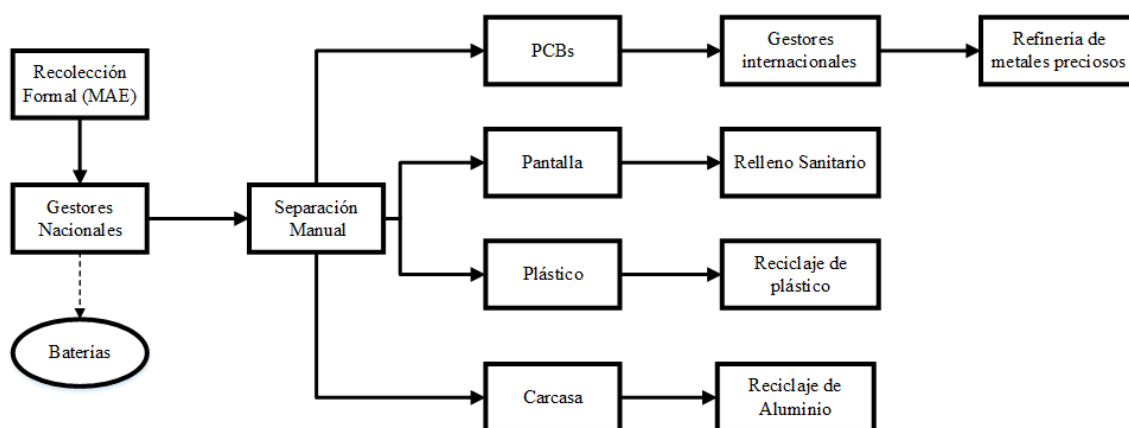 Recolección
Formal (MAE)
Gestores
Nacionales
Baterías
Separación
Manual
PCBs
Gestores
internacionales
Refinería de
metales preciosos
Pantalla
Relleno Sanitario
Plástico
Reciclaje de
plástico
Carcasa
Reciclaje de
Aluminio